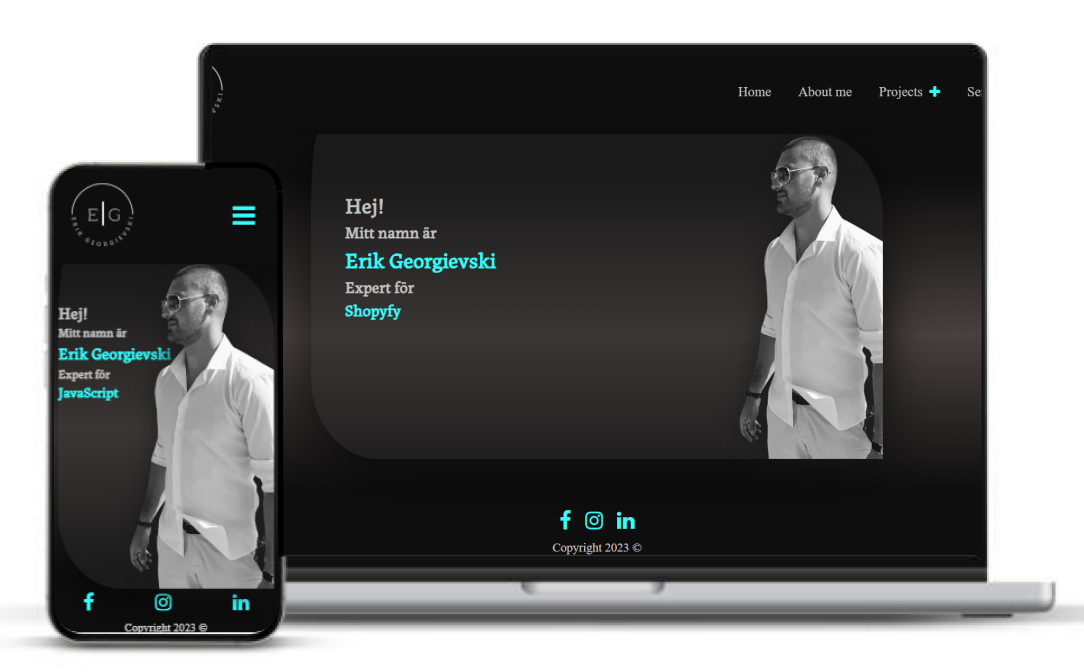 Home About me Projects + Se
Hej!
Mitt namn är
Erik Georgievski
Expert för
Shopyfy
Copyright 2023 ©
E|G
ERIK GEORGIEVSKI
Hej!
Mitt namn är
Erik Georgievski
Expert för
JavaScript
Copyright 2023 ©